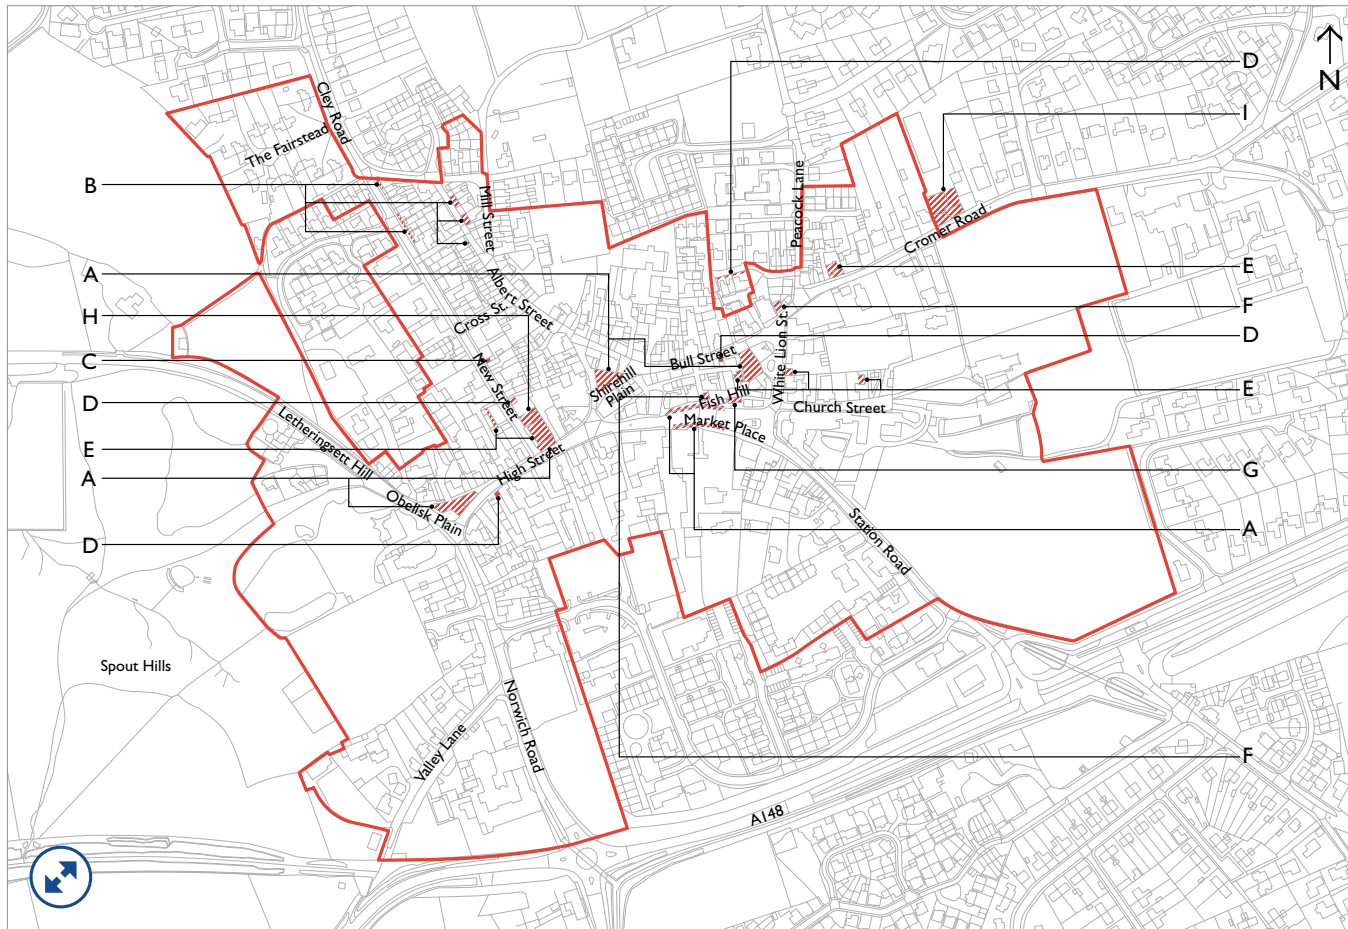 D
N
I
Cley Road
The Fairstead
B
Mill Street
Peacock Lane
Cromer Road
A
E
Albert Street
H
Cross St.
F
White Lion St.
D
C
New Street
Bull Street
Shirehill
Plain
E
D
Fish Hill
Church Street
Letheringsett Hill
Market Place
E
High Street
G
A
Obelisk Plain
Station Road
A
D
Spout Hills
Norwich Road
Valley Lane
F
A148